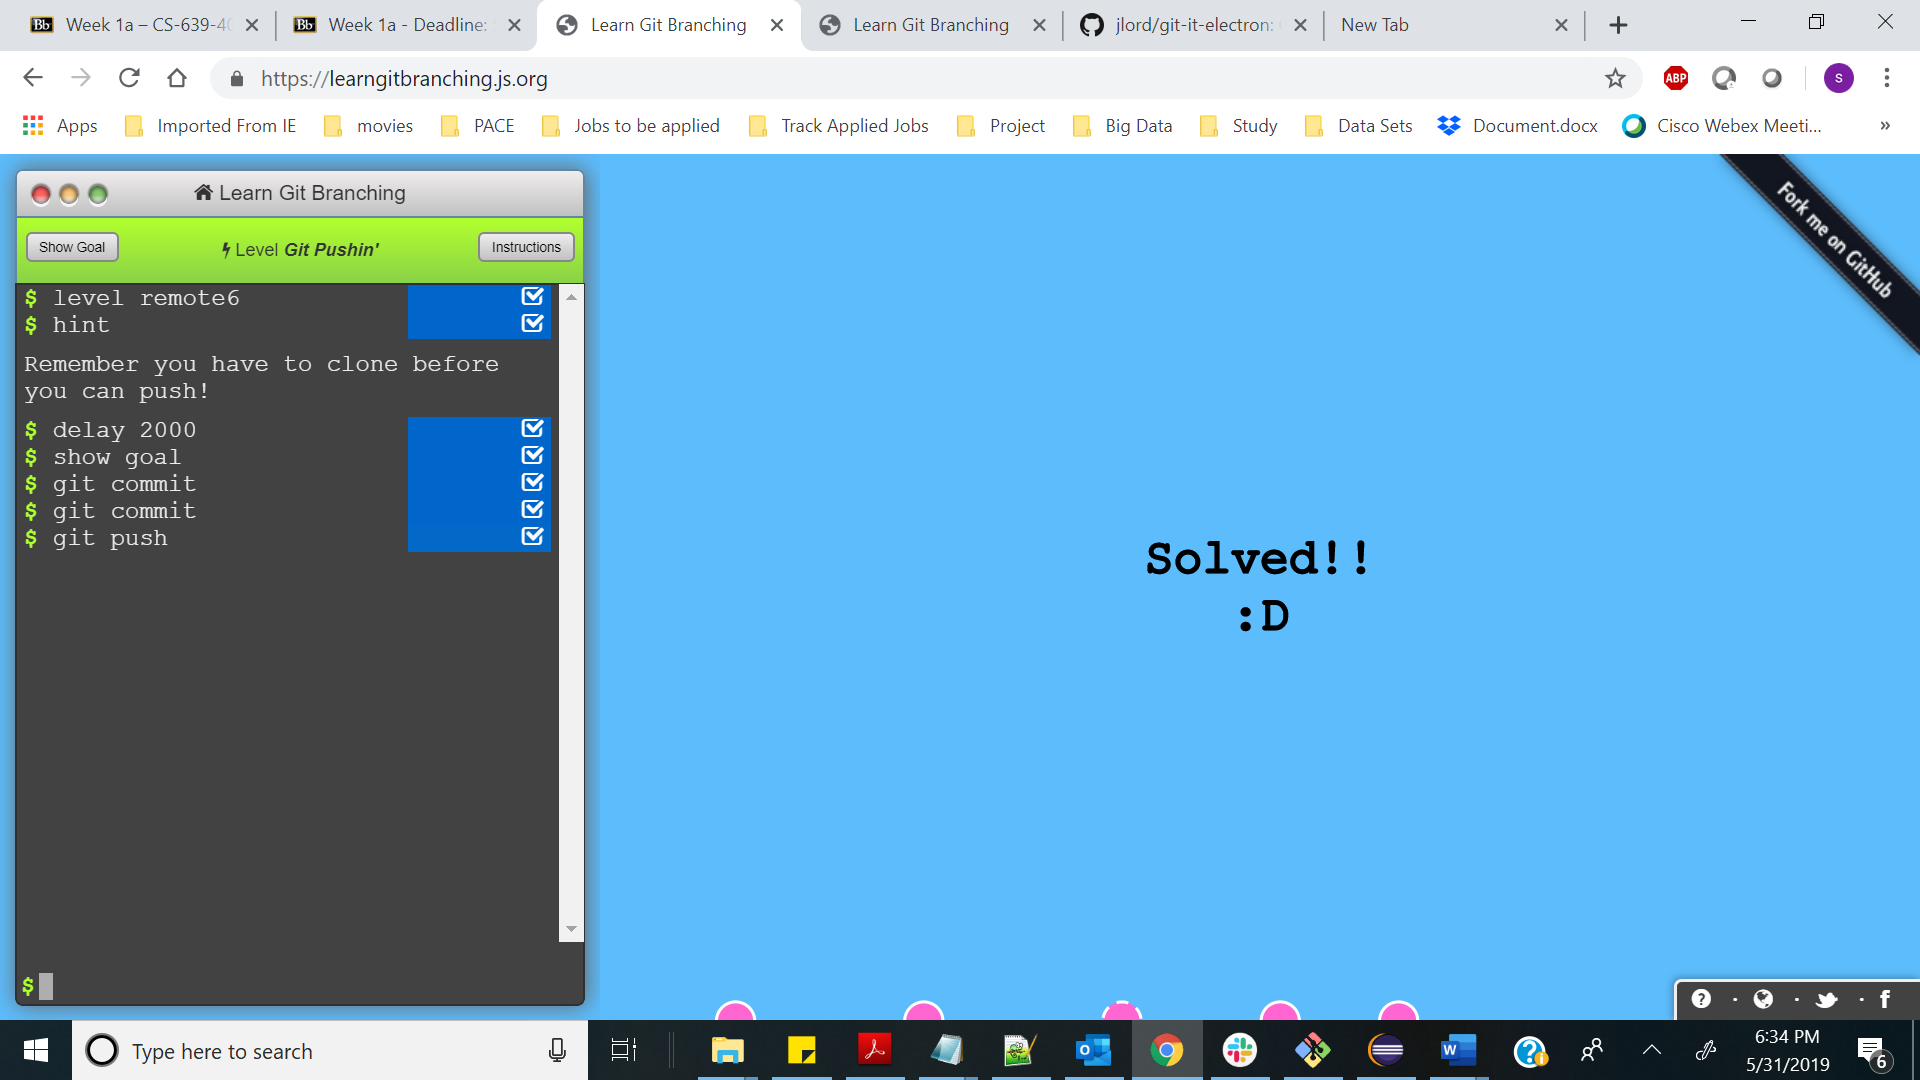 Week 1a – CS-639-40
Week 1a - Deadline:
Learn Git Branching
Learn Git Branching
jlord/git-it-electron:
New Tab
https://learngitbranching.js.org
ABP
S
Apps
Imported From IE
movies
PACE
Jobs to be applied
Track Applied Jobs
Project
Big Data
Study
Data Sets
Document.docx
Cisco Webex Meeti...
»
Learn Git Branching
Show Goal
Level Git Pushin'
Instructions
Fork me on GitHub
$ level remote6
$ hint
Remember you have to clone before
you can push!
$ delay 2000
$ show goal
$ git commit
$ git commit
$ git push
Solved!!
:D
$
Type here to search
6:34 PM
5/31/2019
6